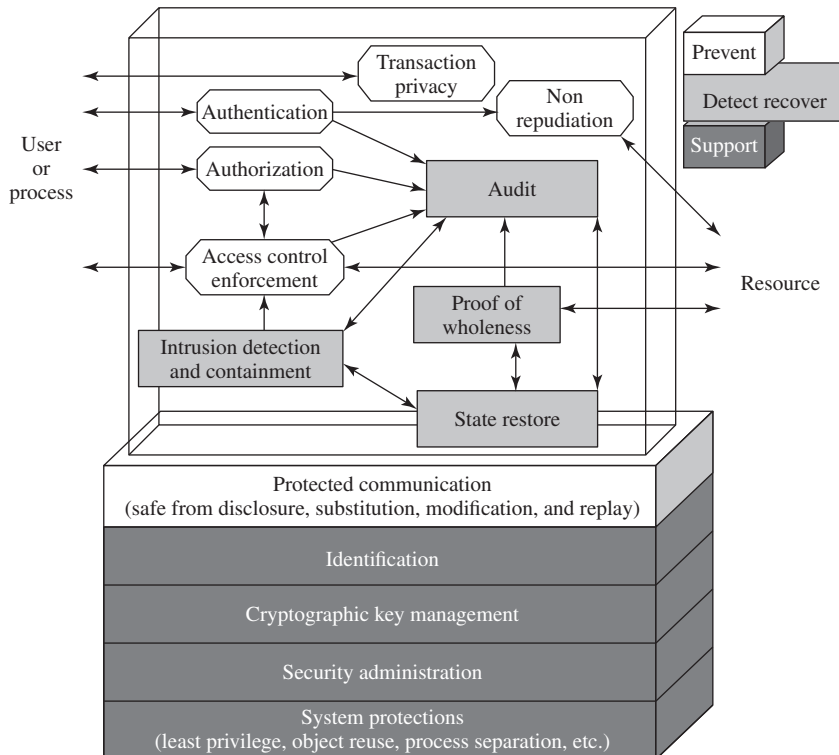 Transaction
privacy
Prevent
Authentication
Non
repudiation
Detect recover
Support
User
or
process
Authorization
Audit
Access control
enforcement
Resource
Proof of
wholeness
Intrusion detection
and containment
State restore
Protected communication
(safe from disclosure, substitution, modification, and replay)
Identification
Cryptographic key management
Security administration
System protections
(least privilege, object reuse, process separation, etc.)